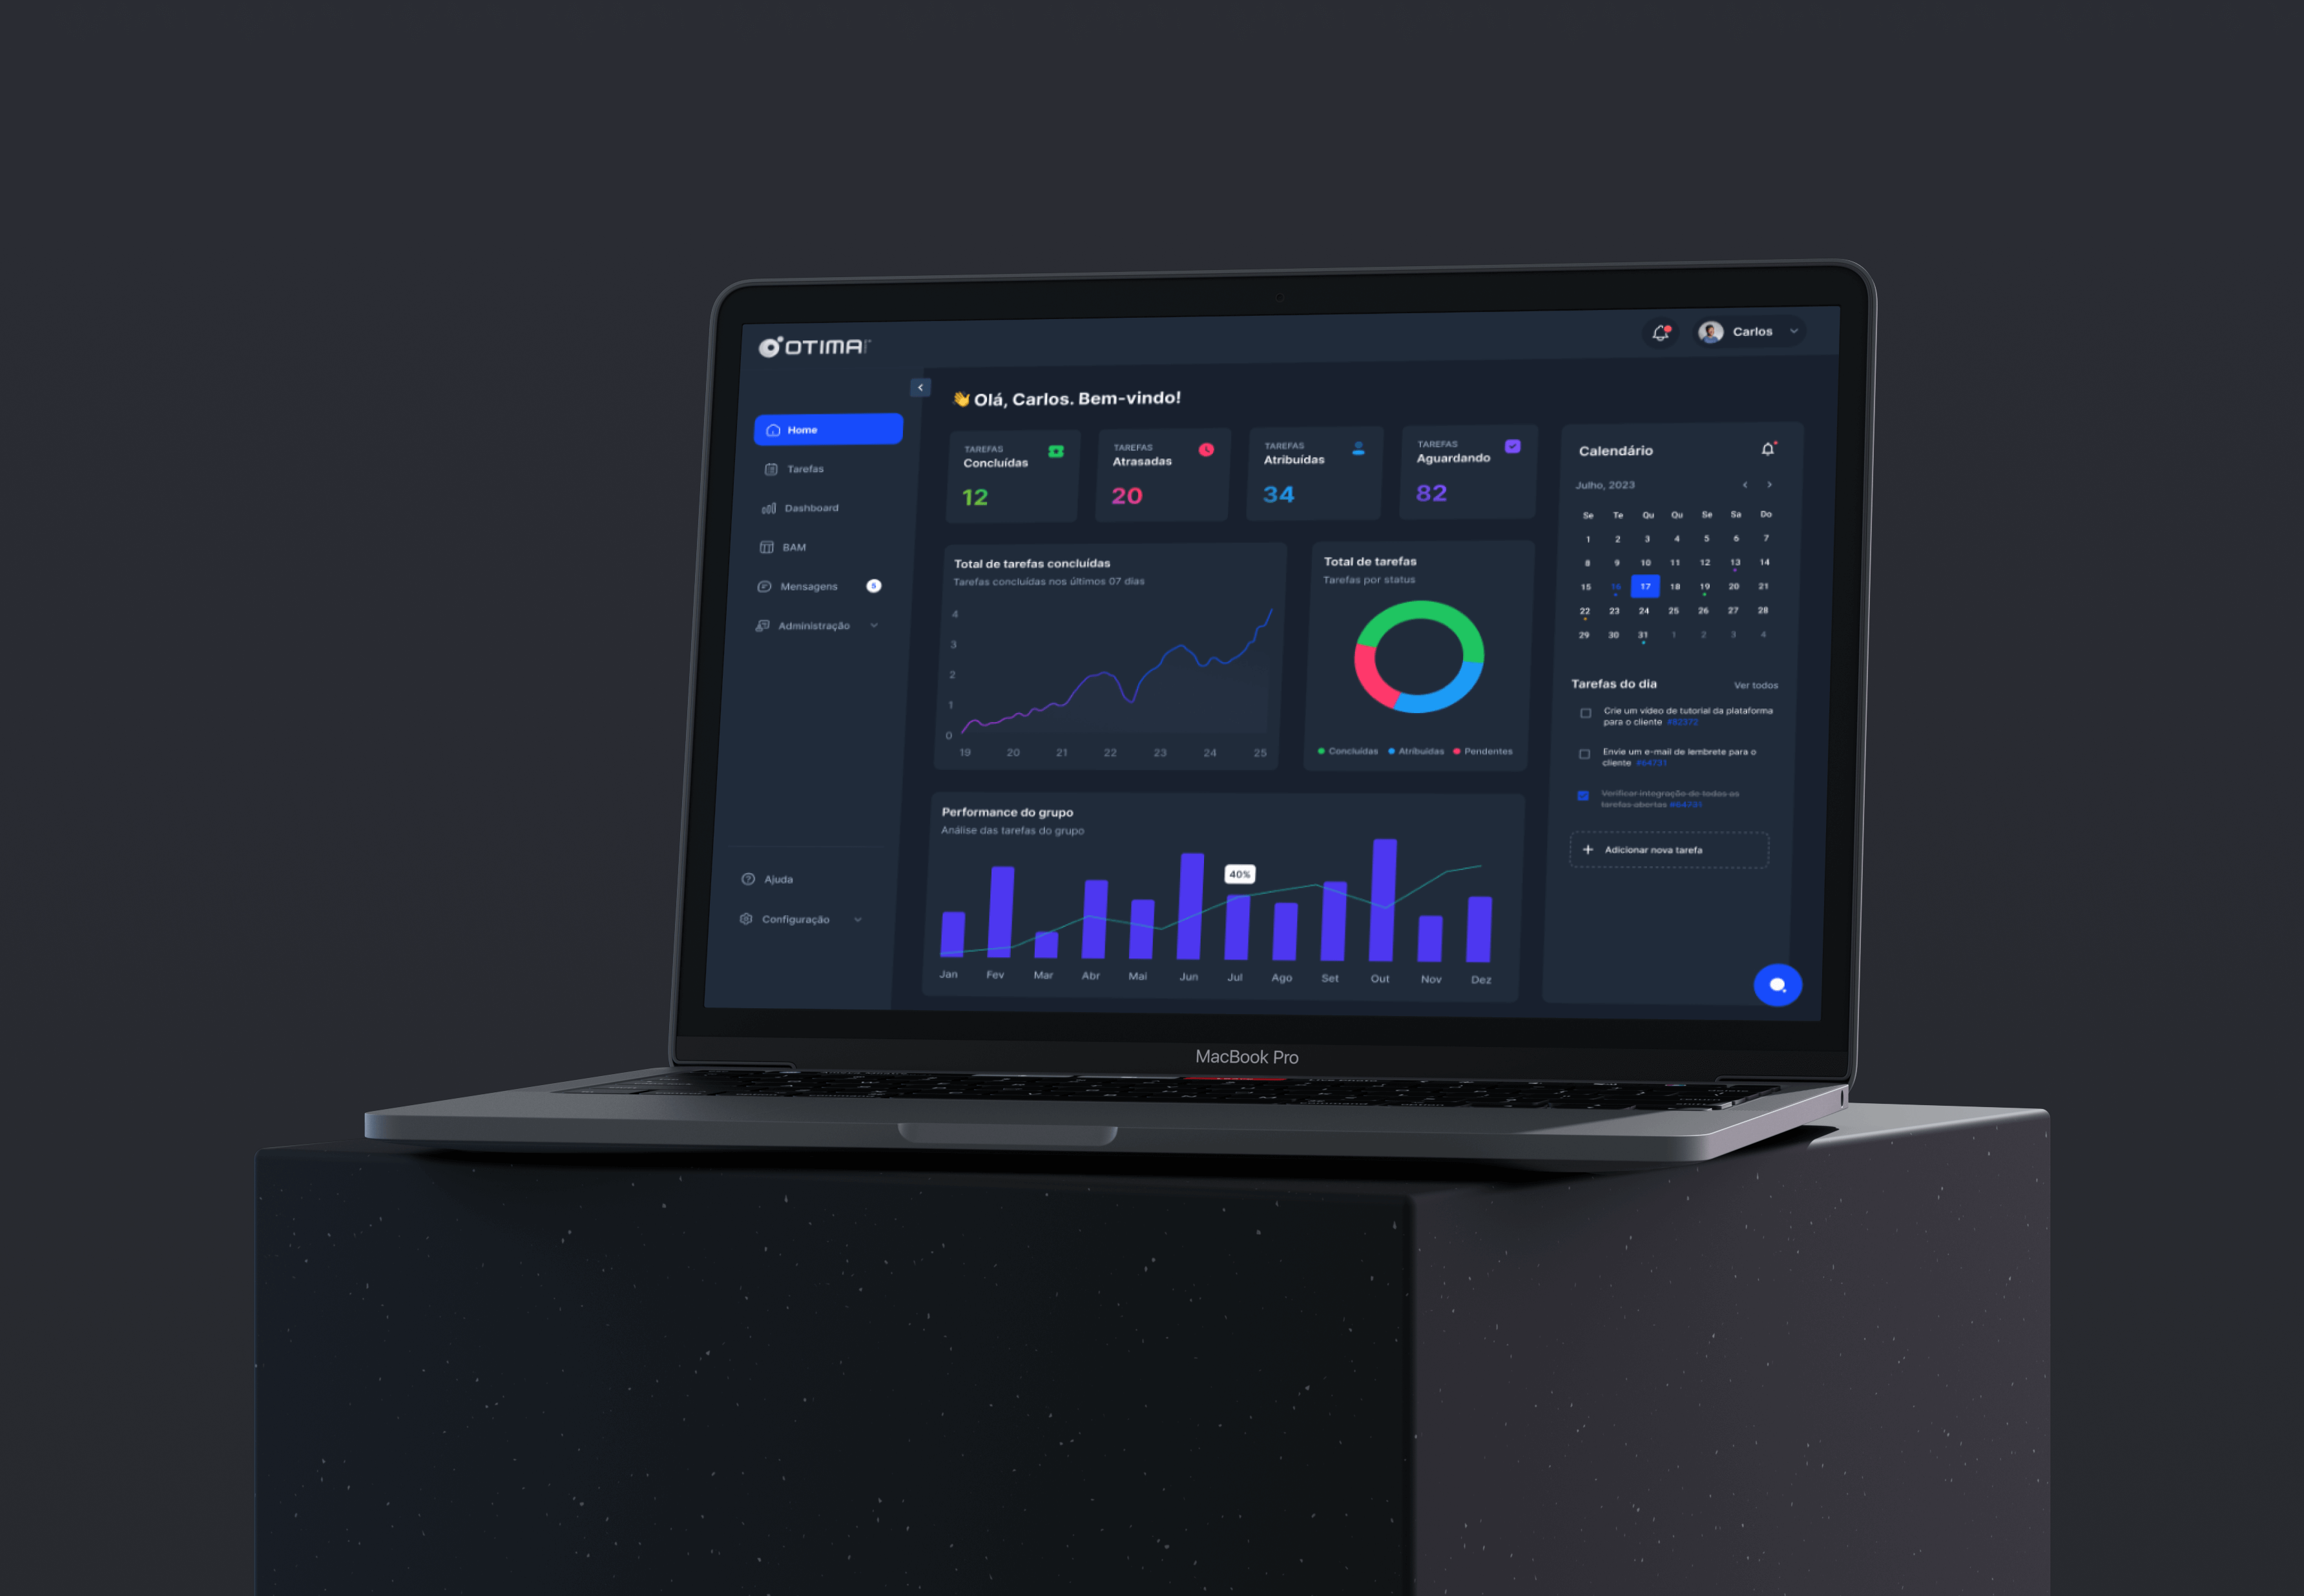 OTIMA
Carlos
Home
Tarefas
Dashboard
BAM
Mensagens 5
Administração
Ajuda
Configuração
👋 Olá, Carlos. Bem-vindo!
TAREFAS
Concluídas
12
TAREFAS
Atrasadas
20
TAREFAS
Atribuídas
34
TAREFAS
Aguardando
82
Total de tarefas concluídas
Tarefas concluídas nos últimos 07 dias
4
3
2
1
0
19 20 21 22 23 24 25
Total de tarefas
Tarefas por status
Concluídas Atribuídas Pendentes
Performance do grupo
Análise das tarefas do grupo
40%
Jan Fev Mar Abr Mai Jun Jul Ago Set Out Nov Dez
Calendário
Julho, 2023
Se Te Qu Qu Se Sa Do
1 2 3 4 5 6 7
8 9 10 11 12 13 14
15 16 17 18 19 20 21
22 23 24 25 26 27 28
29 30 31 1 2 3 4
Tarefas do dia
Ver todos
Crie um vídeo de tutorial da plataforma
para o cliente #82372
Envie um e-mail de lembrete para o
cliente #64731
Verificar integração de todas as
tarefas abertas #64731
+ Adicionar nova tarefa
MacBook Pro